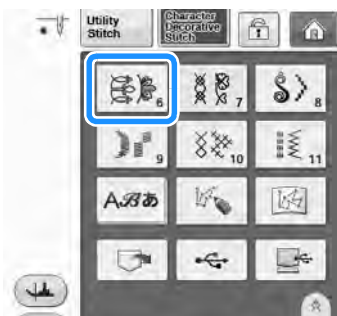 Utility
Stitch
Character
Decorative
Stitch
6
7
8
9
10
11
Aℬあ